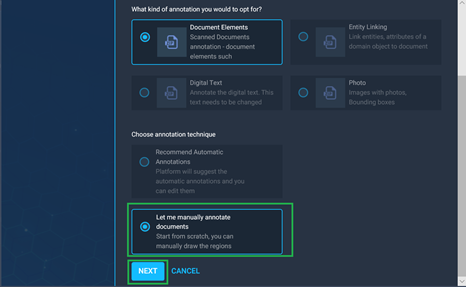 What kind of annotation you would to opt for?
Document Elements
Scanned Documents
annotation - document
elements such
Entity Linking
Link entities, attributes of a
domain object to document
Digital Text
Annotate the digital text. This
text needs to be changed
Photo
Images with photos,
Bounding boxes
Choose annotation technique
Recommend Automatic
Annotations
Platform will suggest the
automatic annotations and you
can edit them
Let me manually annotate
documents
Start from scratch, you can
manually draw the regions
NEXT CANCEL